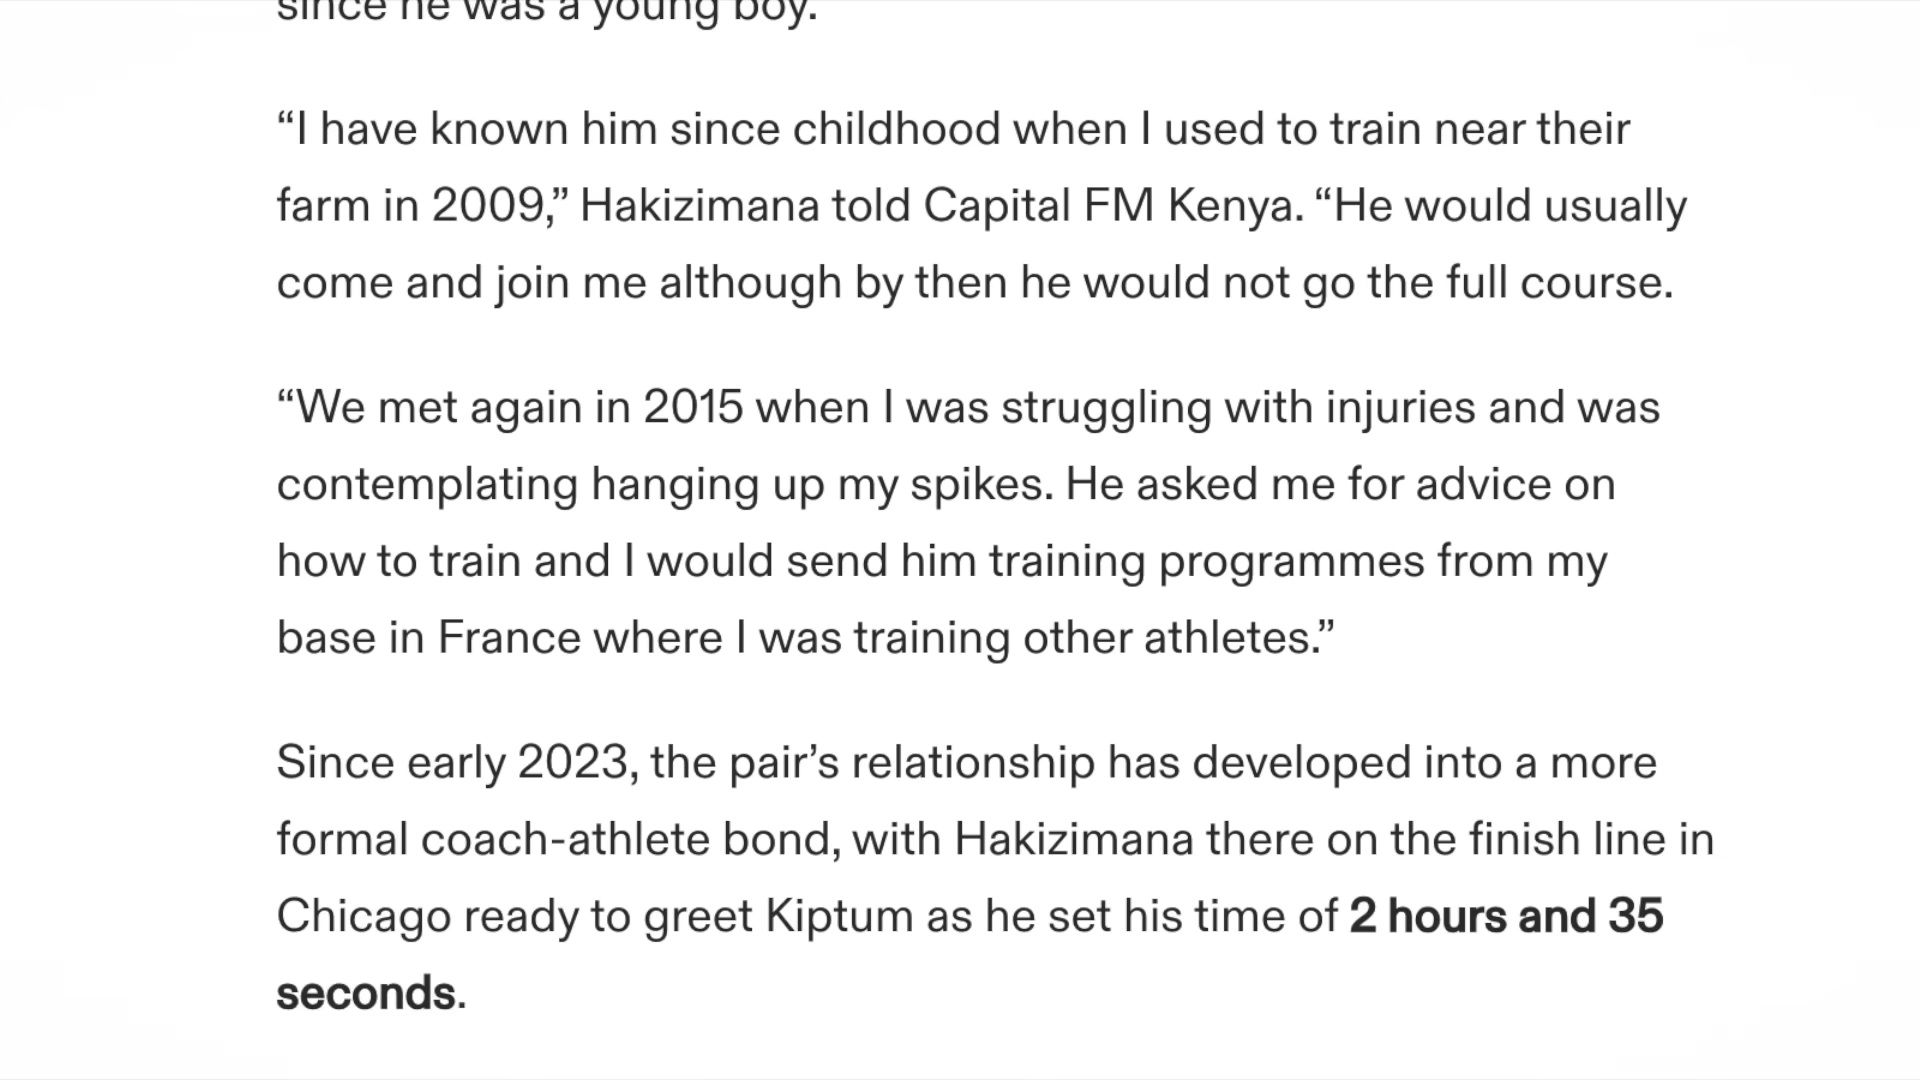 since he was a young boy.
“I have known him since childhood when I used to train near their
farm in 2009,” Hakizimana told Capital FM Kenya. “He would usually
come and join me although by then he would not go the full course.
“We met again in 2015 when I was struggling with injuries and was
contemplating hanging up my spikes. He asked me for advice on
how to train and I would send him training programmes from my
base in France where I was training other athletes.”
Since early 2023, the pair’s relationship has developed into a more
formal coach-athlete bond, with Hakizimana there on the finish line in
Chicago ready to greet Kiptum as he set his time of 2 hours and 35
seconds.